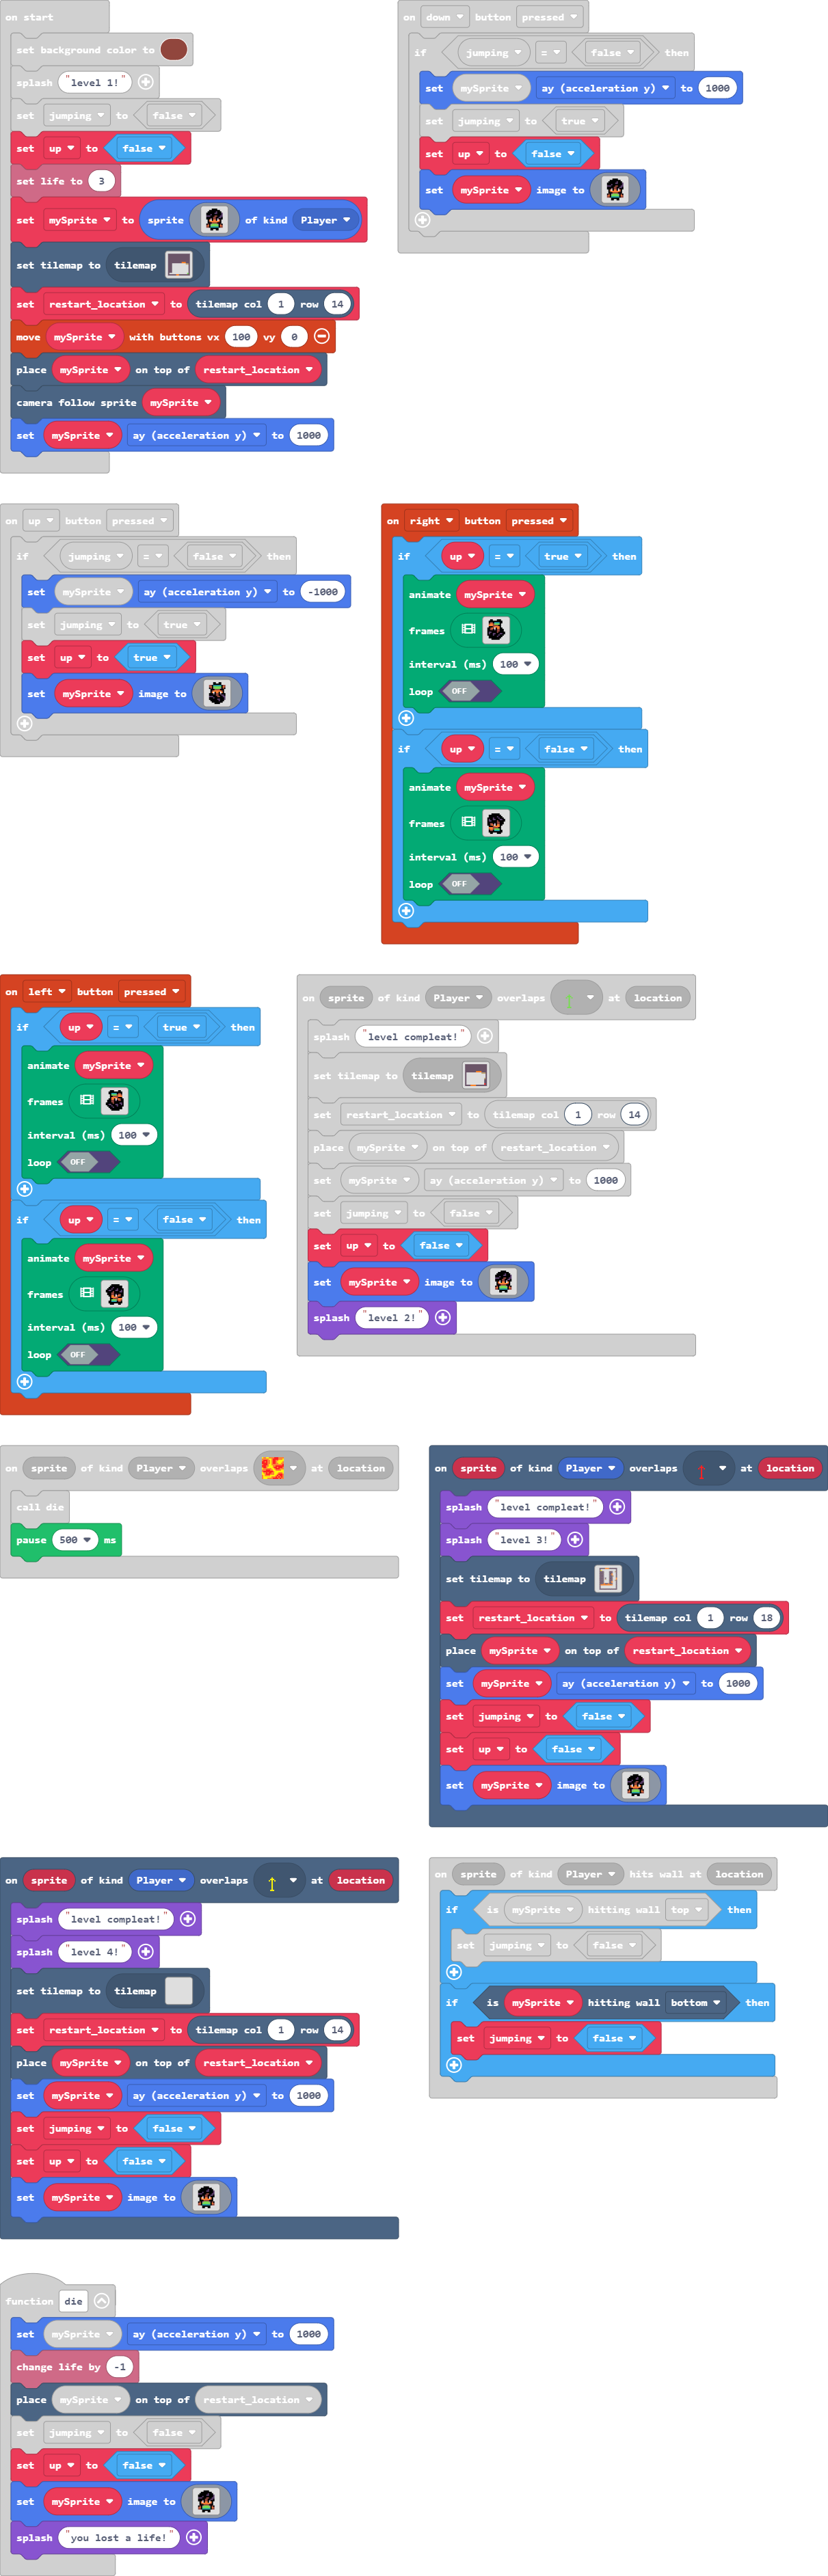 on start
set background color to
splash "level 1!"
set jumping to false
set up to false
set life to 3
set mySprite to sprite of kind Player
set tilemap to tilemap
set restart_location to tilemap col 1 row 14
move mySprite with buttons vx 100 vy 0
place mySprite on top of restart_location
camera follow sprite mySprite
set mySprite ay (acceleration y) to 1000
on down button pressed
if jumping = false then
set mySprite ay (acceleration y) to 1000
set jumping to true
set up to false
set mySprite image to
on up button pressed
if jumping = false then
set mySprite ay (acceleration y) to -1000
set jumping to true
set up to true
set mySprite image to
on right button pressed
if up = true then
animate mySprite
frames
interval (ms) 100
loop OFF
if up = false then
animate mySprite
frames
interval (ms) 100
loop OFF
on left button pressed
if up = true then
animate mySprite
frames
interval (ms) 100
loop OFF
if up = false then
animate mySprite
frames
interval (ms) 100
loop OFF
on sprite of kind Player overlaps at location
splash "level compleat!"
set tilemap to tilemap
set restart_location to tilemap col 1 row 14
place mySprite on top of restart_location
set mySprite ay (acceleration y) to 1000
set jumping to false
set up to false
set mySprite image to
splash "level 2!"
on sprite of kind Player overlaps at location
call die
pause 500 ms
on sprite of kind Player overlaps at location
splash "level compleat!"
splash "level 3!"
set tilemap to tilemap
set restart_location to tilemap col 1 row 18
place mySprite on top of restart_location
set mySprite ay (acceleration y) to 1000
set jumping to false
set up to false
set mySprite image to
on sprite of kind Player overlaps at location
splash "level compleat!"
splash "level 4!"
set tilemap to tilemap
set restart_location to tilemap col 1 row 14
place mySprite on top of restart_location
set mySprite ay (acceleration y) to 1000
set jumping to false
set up to false
set mySprite image to
on sprite of kind Player hits wall at location
if is mySprite hitting wall top then
set jumping to false
if is mySprite hitting wall bottom then
set jumping to false
function die
set mySprite ay (acceleration y) to 1000
change life by -1
place mySprite on top of restart_location
set jumping to false
set up to false
set mySprite image to
splash "you lost a life!"